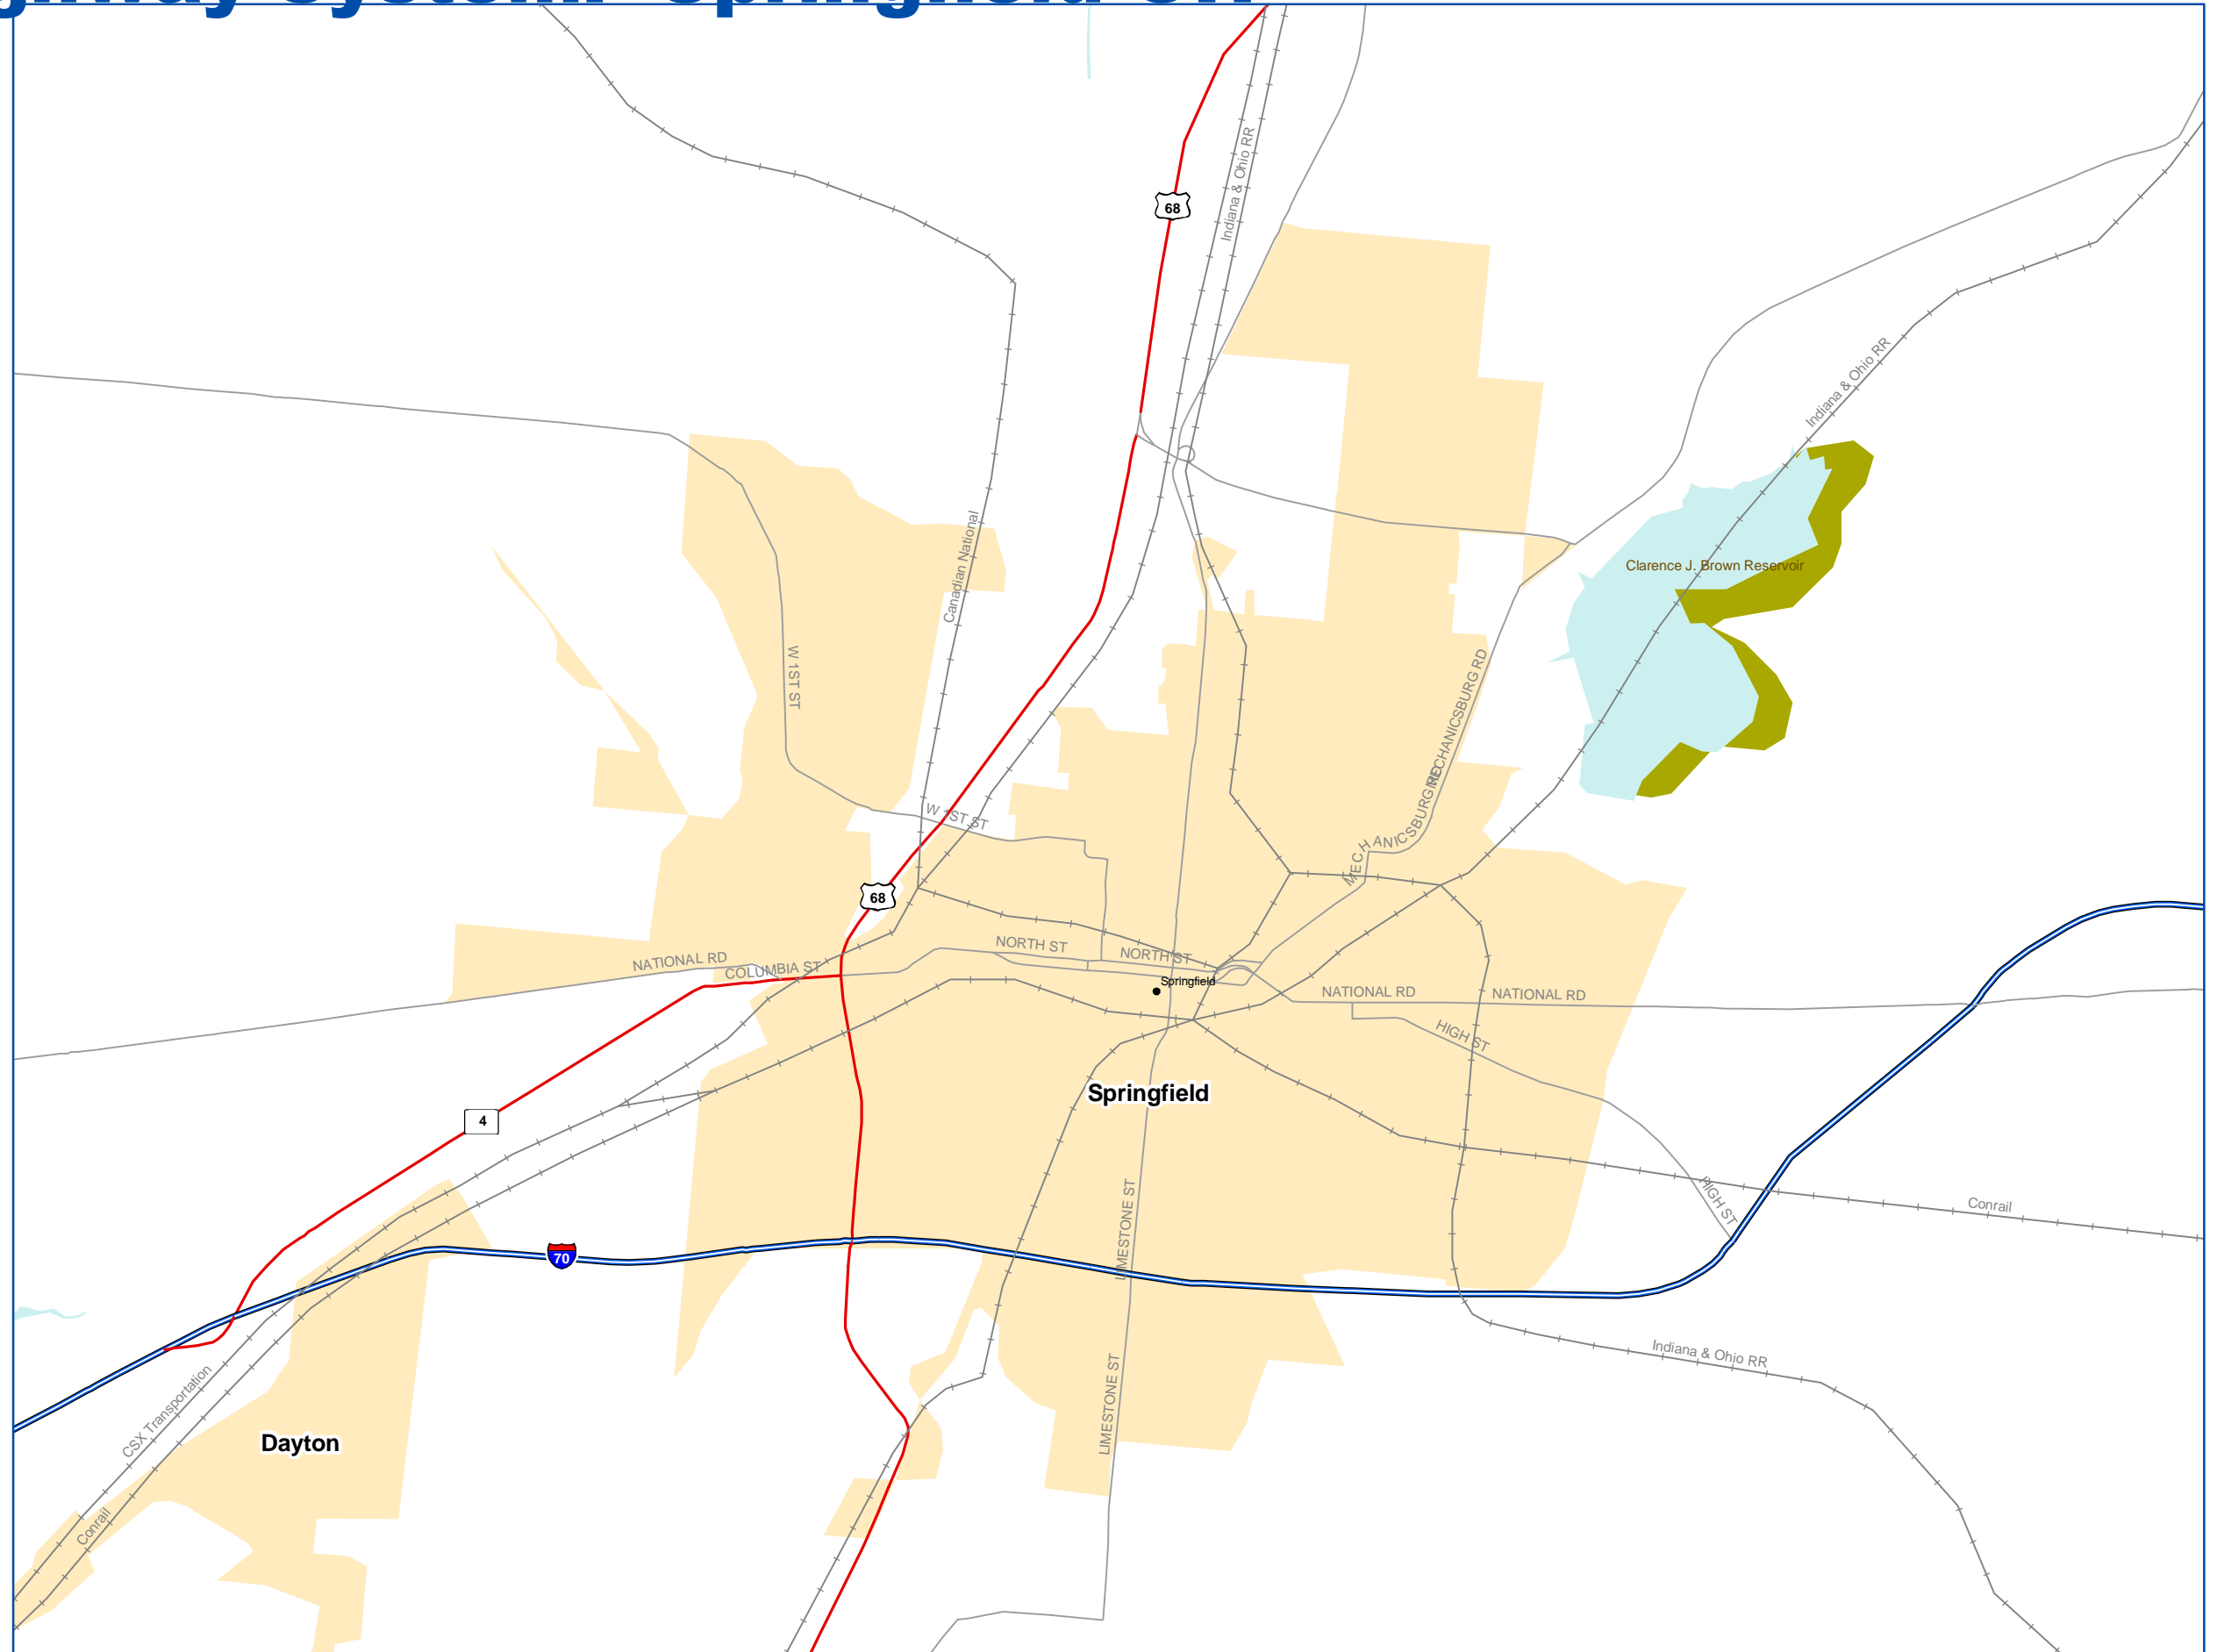 Springfield OH
68
Indiana & Ohio RR
Indiana & Ohio RR
Clarence J. Brown Reservoir
Canadian National
W 1ST ST
MECHANICSBURG RD
W 1ST ST
MECHANICSBURG RD
68
NORTH ST
NORTH ST
NATIONAL RD
COLUMBIA ST
Springfield
NATIONAL RD
NATIONAL RD
HIGH ST
Springfield
4
HIGH ST
Conrail
LIMESTONE ST
70
Indiana & Ohio RR
CSX Transportation
LIMESTONE ST
Dayton
Conrail